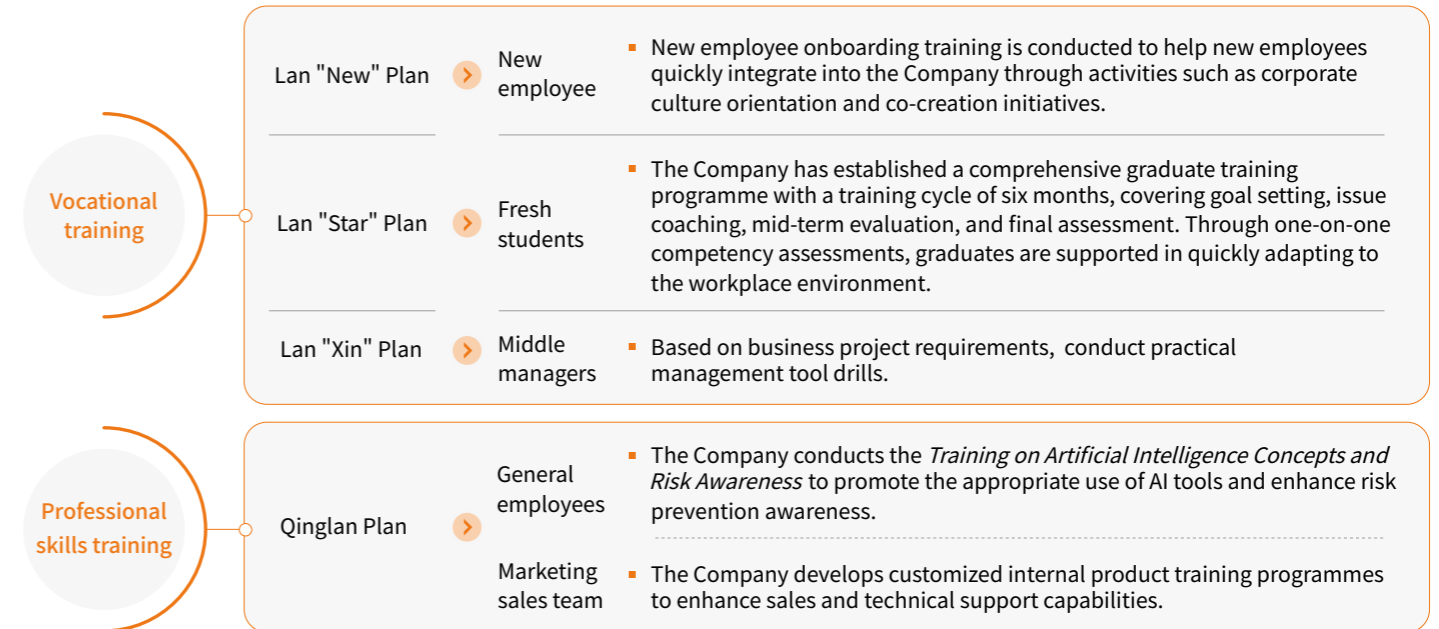 Vocational
training
Lan "New" Plan
New
employee
New employee onboarding training is conducted to help new employees
quickly integrate into the Company through activities such as corporate
culture orientation and co-creation initiatives.
Lan "Star" Plan
Fresh
students
The Company has established a comprehensive graduate training
programme with a training cycle of six months, covering goal setting, issue
coaching, mid-term evaluation, and final assessment. Through one-on-one
competency assessments, graduates are supported in quickly adapting to
the workplace environment.
Lan "Xin" Plan
Middle
managers
Based on business project requirements, conduct practical
management tool drills.
Professional
skills training
Qinglan Plan
General
employees
The Company conducts the Training on Artificial Intelligence Concepts and
Risk Awareness to promote the appropriate use of AI tools and enhance risk
prevention awareness.
Marketing
sales team
The Company develops customized internal product training programmes
to enhance sales and technical support capabilities.